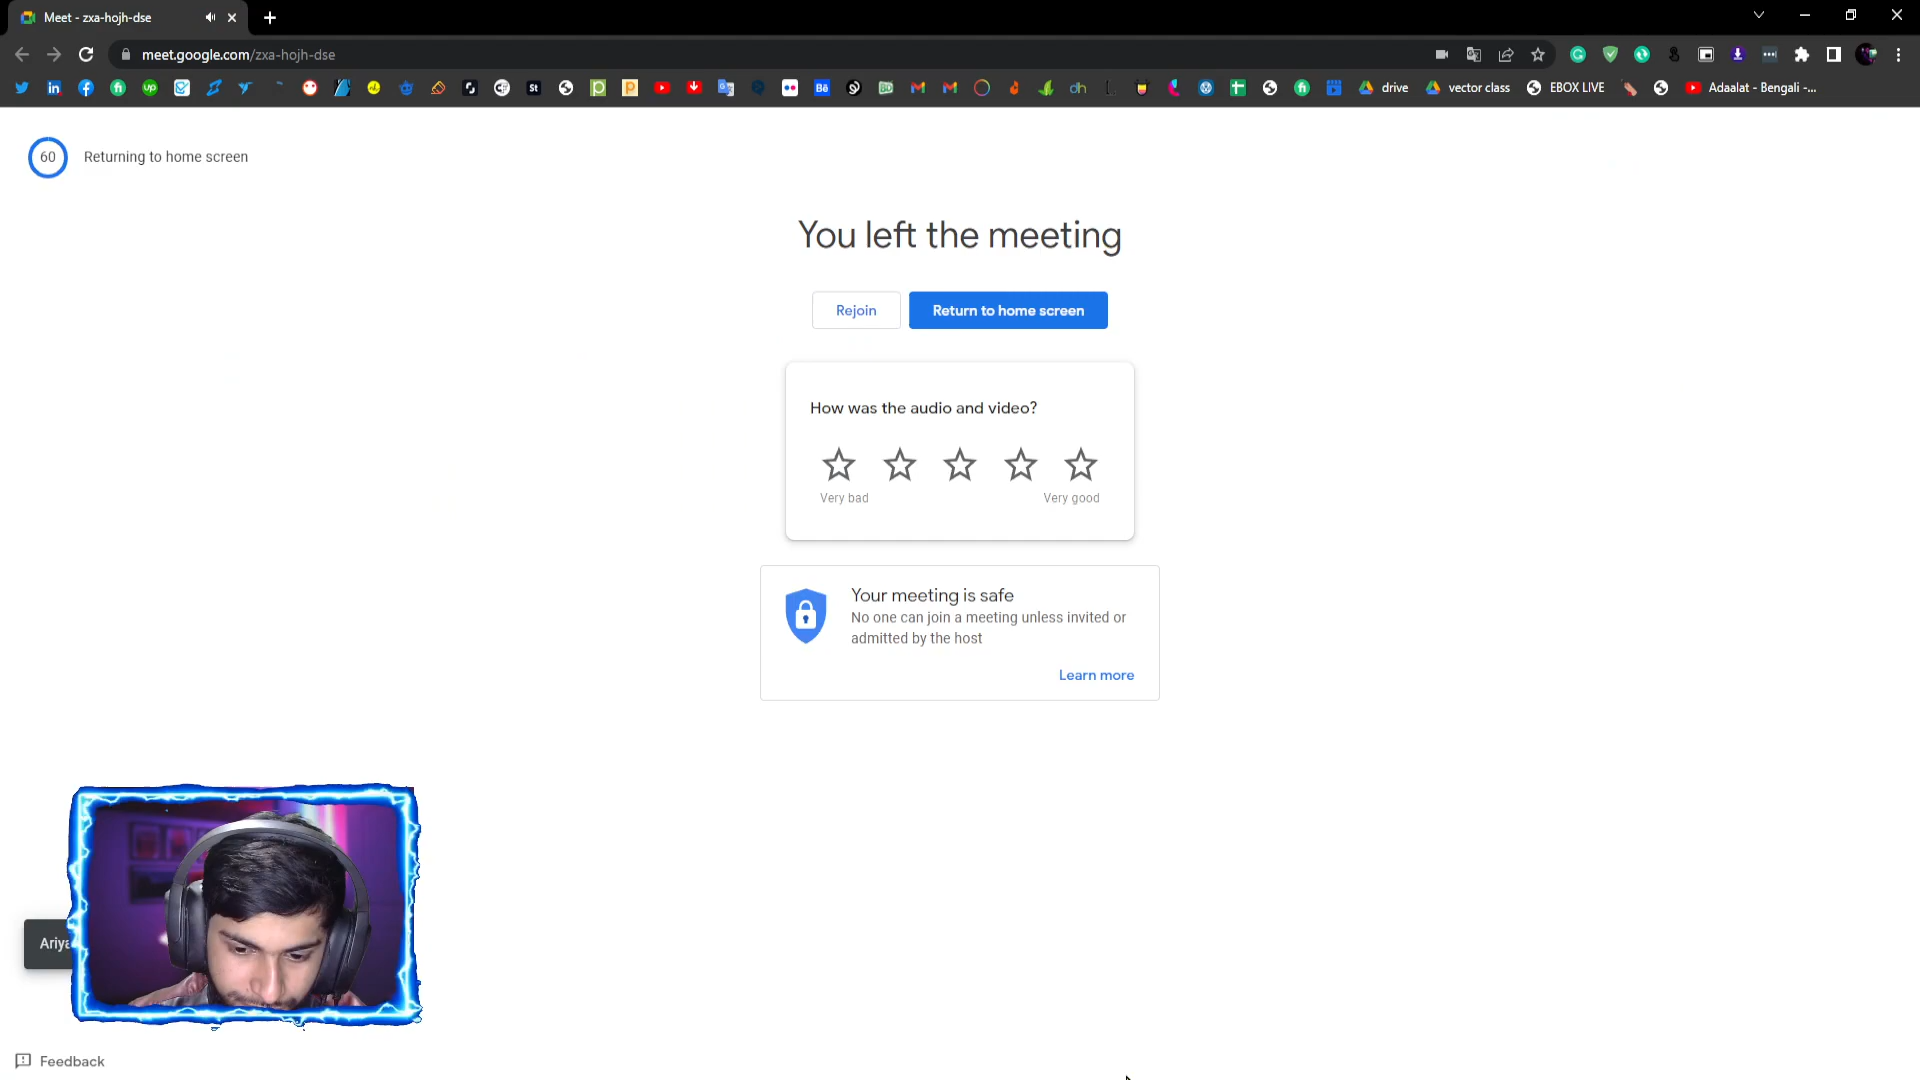 Meet - zxa-hojh-dse
meet.google.com/zxa-hojh-dse
drive
vector class
EBOX LIVE
Adaalat - Bengali -...
60
Returning to home screen
You left the meeting
Rejoin
Return to home screen
How was the audio and video?
Very bad
Very good
Your meeting is safe
No one can join a meeting unless invited or
admitted by the host
Learn more
Feedback